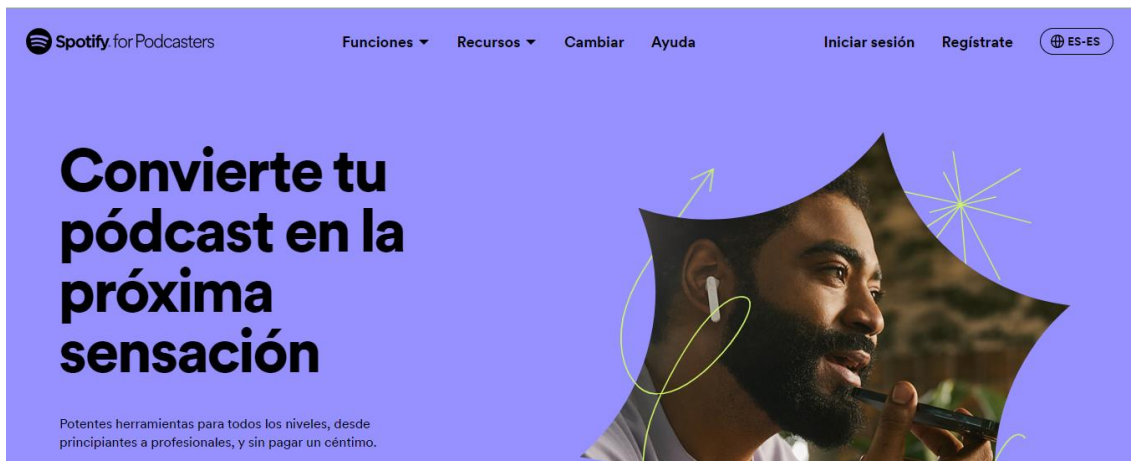 Spotify for Podcasters
Funciones
Recursos
Cambiar
Ayuda
Iniciar sesión
Regístrate
ES-ES
Convierte tu
pódcast en la
próxima
sensación
Potentes herramientas para todos los niveles, desde
principiantes a profesionales, y sin pagar un céntimo.